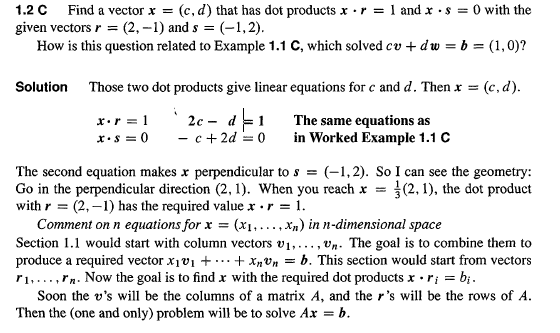 1.2 C Find a vector x = (c, d) that has dot products x · r = 1 and x · s = 0 with the
given vectors r = (2, −1) and s = (−1, 2).
How is this question related to Example 1.1 C, which solved cv + dw = b = (1, 0)?
Solution Those two dot products give linear equations for c and d. Then x = (c, d).
x · r = 1 2c − d = 1 The same equations as
x · s = 0 − c + 2d = 0 in Worked Example 1.1 C
The second equation makes x perpendicular to s = (−1, 2). So I can see the geometry:
Go in the perpendicular direction (2, 1). When you reach x = 1/3(2, 1), the dot product
with r = (2, −1) has the required value x · r = 1.
Comment on n equations for x = (x₁, . . . , xₙ) in n-dimensional space
Section 1.1 would start with column vectors v₁, . . . , vₙ. The goal is to combine them to
produce a required vector x₁v₁ + · · · + xₙvₙ = b. This section would start from vectors
r₁, . . . , rₙ. Now the goal is to find x with the required dot products x · rᵢ = bᵢ.
Soon the v's will be the columns of a matrix A, and the r's will be the rows of A.
Then the (one and only) problem will be to solve Ax = b.